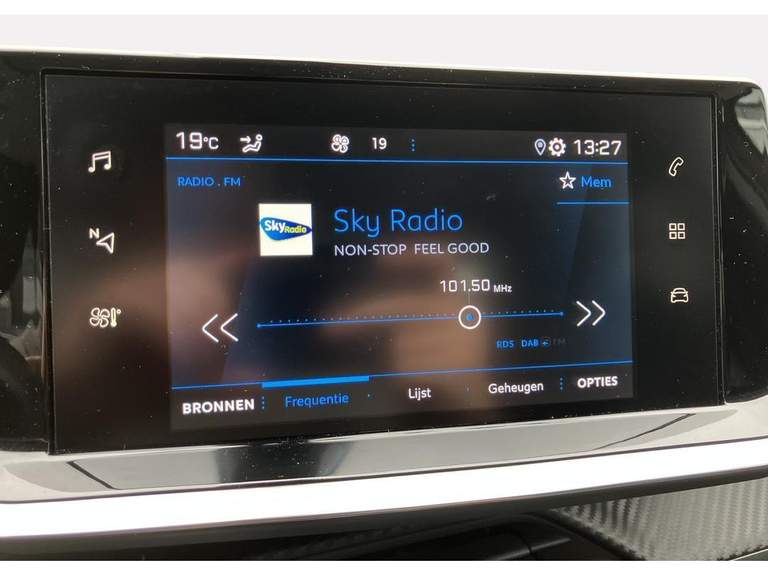 19°C 19 13:27
RADIO . FM Mem
Sky Radio
Sky Radio
NON-STOP FEEL GOOD
N
101.50 MHz
RDS DAB FM
BRONNEN Frequentie Lijst Geheugen OPTIES